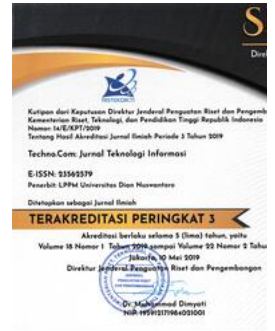 S
Dire
RISTEKDIKTI
Kutipan dari Keputusan Direktur Jenderal Penguatan Riset dan Pengemb
Kementerian Riset, Teknologi, dan Pendidikan Tinggi Republik Indonesia
Nomor: 14/E/KPT/2019
Tentang Hasil Akreditasi Jurnal Ilmiah Periode 3 Tahun 2019
Techno.Com: Jurnal Teknologi Informasi
E-ISSN: 23562579
Penerbit: LPPM Universitas Dian Nuswantoro
Ditetapkan sebagai Jurnal Ilmiah
TERAKREDITASI PERINGKAT 3
Akreditasi berlaku selama 5 (lima) tahun, yaitu
Volume 18 Nomor 1 Tahun 2019 sampai Volume 22 Nomor 2 Tahu
Jakarta, 10 Mei 2019
Direktur Jenderal Penguatan Riset dan Pengembangan
Dr. Muhammad Dimyati
NIP. 195912171984021001